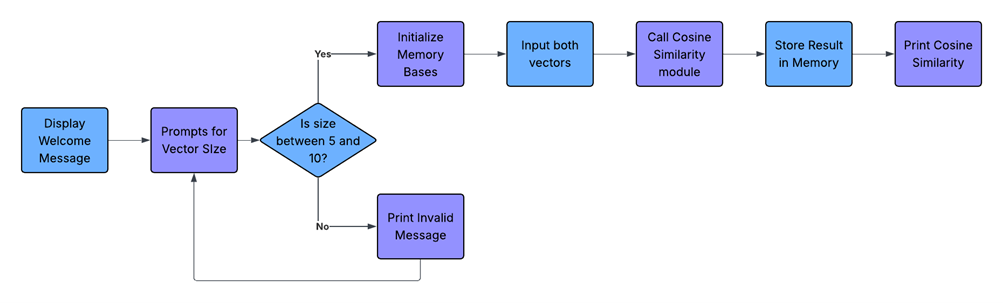 Display
Welcome
Message
Prompts for
Vector SIze
Is size
between 5 and
10?
Yes
Initialize
Memory
Bases
Input both
vectors
Call Cosine
Similarity
module
Store Result
in Memory
Print Cosine
Similarity
No
Print Invalid
Message